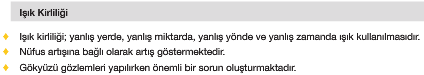 Işık Kirliliği
Işık kirliliği; yanlış yerde, yanlış miktarda, yanlış yönde ve yanlış zamanda ışık kullanılmasıdır.
Nüfus artışına bağlı olarak artış göstermektedir.
Gökyüzü gözlemleri yapılırken önemli bir sorun oluşturmaktadır.